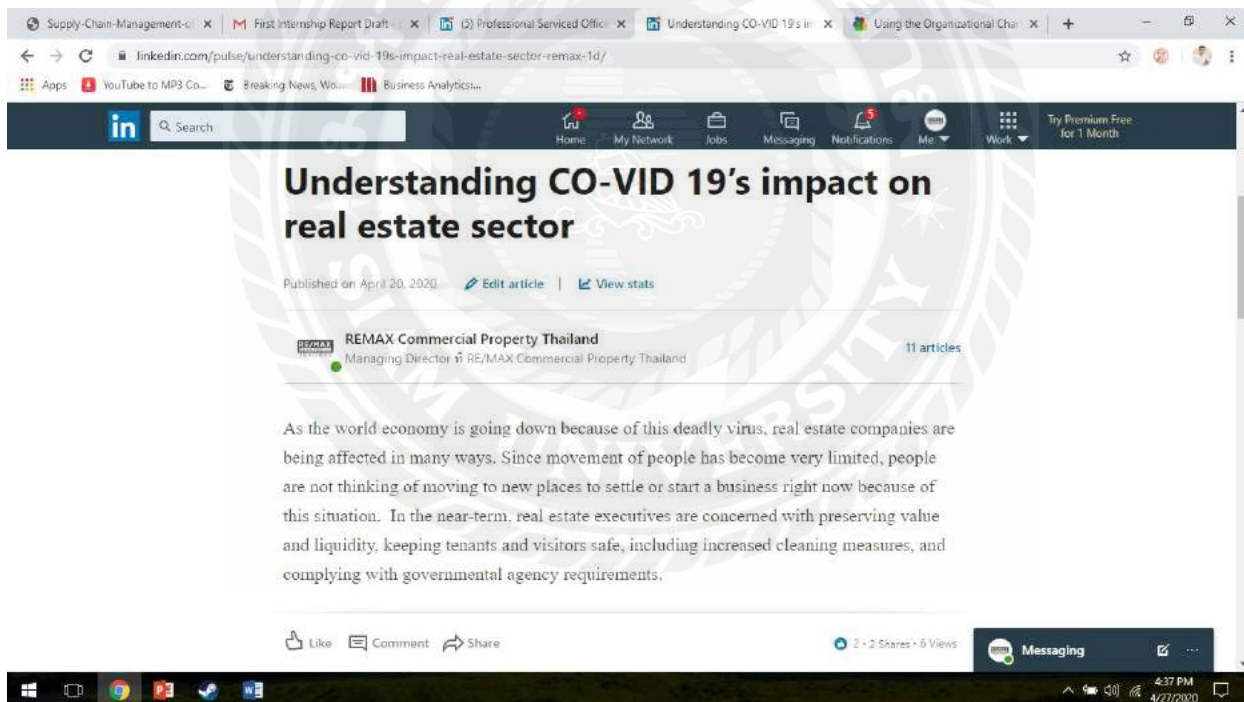 Supply-Chain-Management-c
First Internship Report Draft -
(5) Professional Serviced Offic
Understanding CO-VID 19's im
Using the Organizational Char
linkedin.com/pulse/understanding-co-vid-19s-impact-real-estate-sector-remax-1d/
Apps YouTube to MP3 Co... Breaking News, Wo... Business Analytics:...
in Search Home My Network Jobs Messaging 5 Notifications Me Work Try Premium Free
for 1 Month
Understanding CO-VID 19's impact on
real estate sector
Published on April 20, 2020 Edit article | View stats
RE/MAX REMAX Commercial Property Thailand
Managing Director ที่ RE/MAX Commercial Property Thailand
11 articles
As the world economy is going down because of this deadly virus, real estate companies are
being affected in many ways. Since movement of people has become very limited, people
are not thinking of moving to new places to settle or start a business right now because of
this situation. In the near-term, real estate executives are concerned with preserving value
and liquidity, keeping tenants and visitors safe, including increased cleaning measures, and
complying with governmental agency requirements.
Like Comment Share 2 · 2 Shares · 6 Views
Messaging
4:37 PM
4/27/2020
SIAM UNIVERSITY